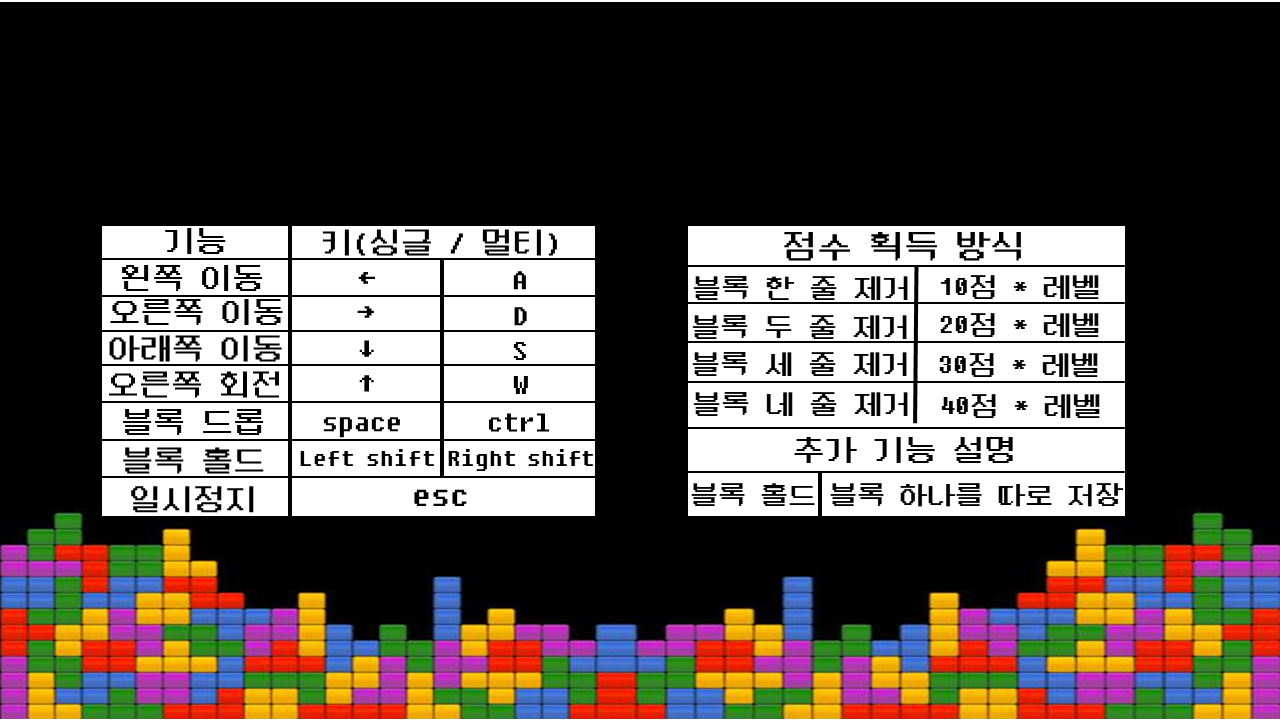 기능 키(싱글 / 멀티)
왼쪽 이동 ← A
오른쪽 이동 → D
아래쪽 이동 ↓ S
오른쪽 회전 ↑ W
블록 드롭 space ctrl
블록 홀드 Left shift Right shift
일시정지 esc
점수 획득 방식
블록 한 줄 제거 10점 * 레벨
블록 두 줄 제거 20점 * 레벨
블록 세 줄 제거 30점 * 레벨
블록 네 줄 제거 40점 * 레벨
추가 기능 설명
블록 홀드 블록 하나를 따로 저장